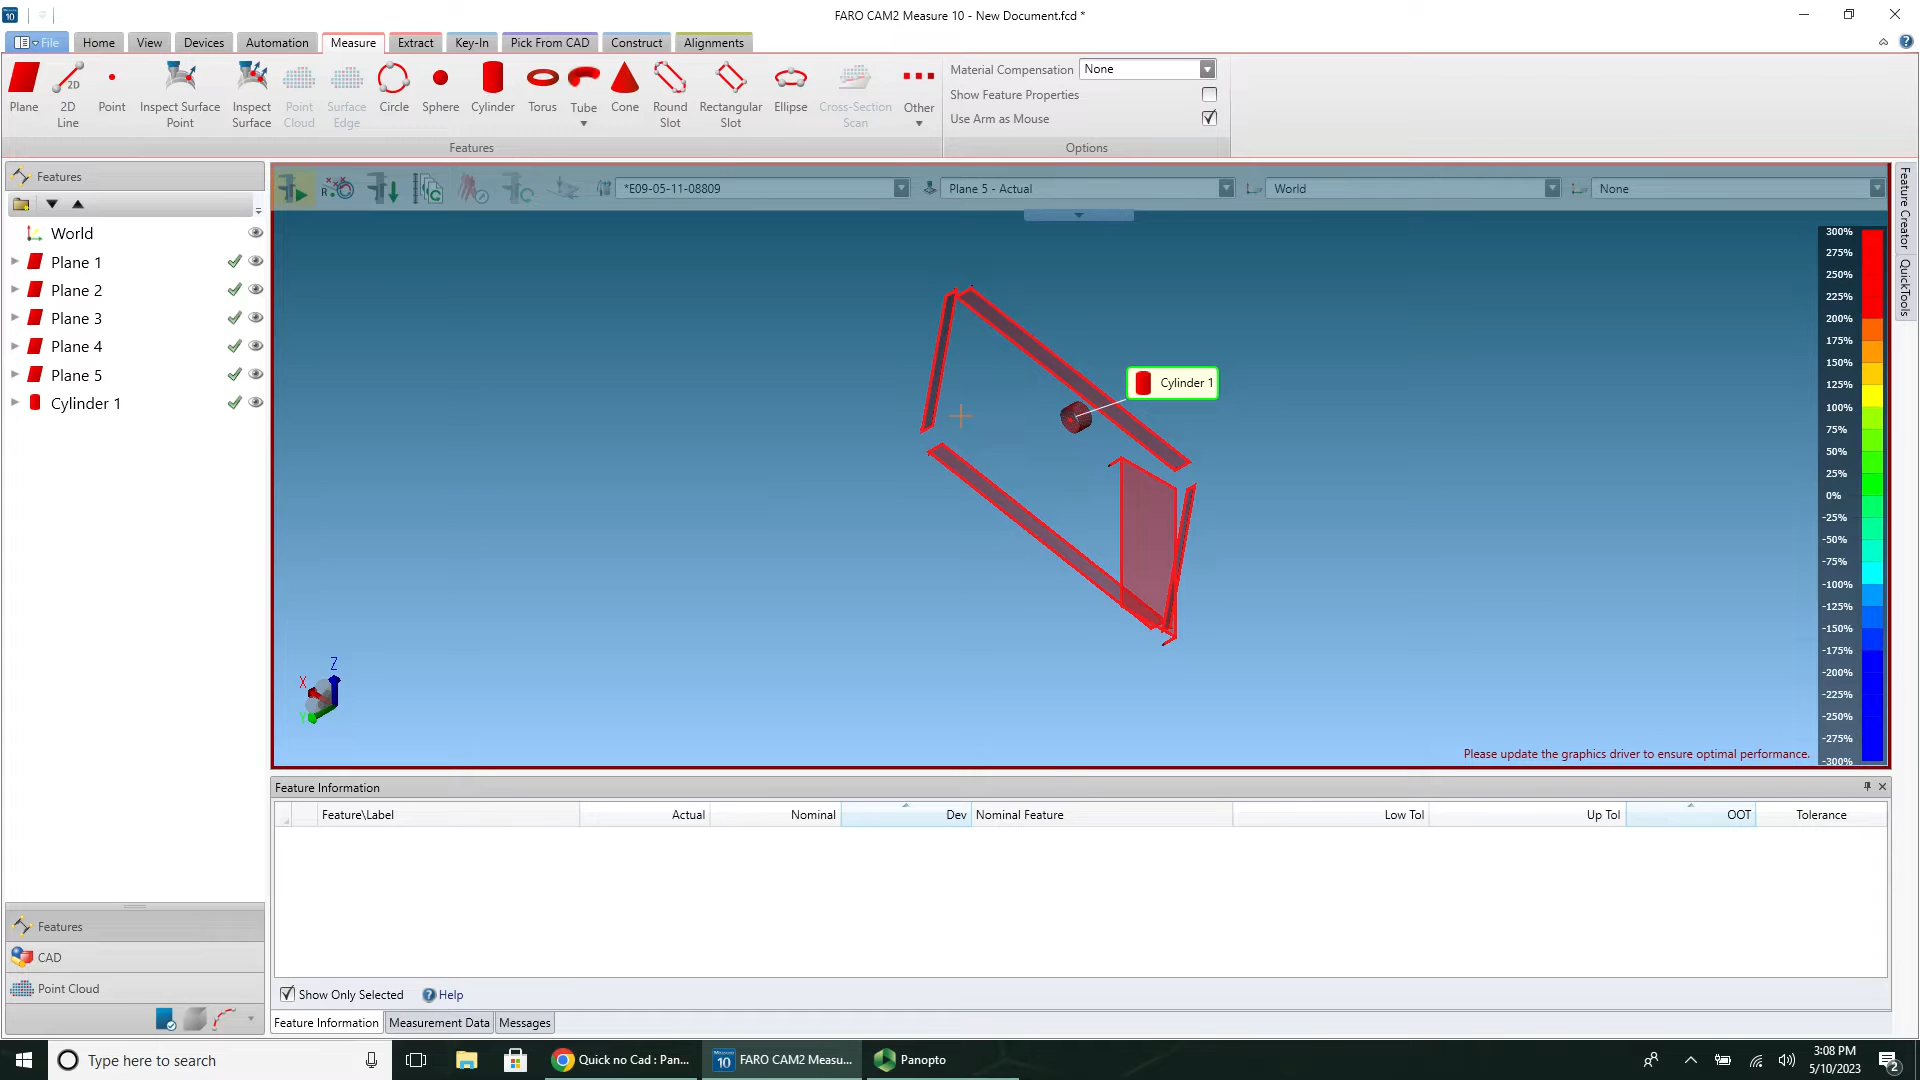 10
FARO CAM2 Measure 10 - New Document.fcd *
File Home View Devices Automation Measure Extract Key-In Pick From CAD Construct Alignments
Plane
2D
2D
Line
Point
Inspect Surface
Point
Inspect
Surface
Point
Cloud
Surface
Edge
Circle
Sphere
Cylinder
Torus
Tube
Cone
Round
Slot
Rectangular
Slot
Ellipse
Cross-Section
Scan
Other
Features
Material Compensation None
Show Feature Properties
Use Arm as Mouse
Options
Features
World
Plane 1
Plane 2
Plane 3
Plane 4
Plane 5
Cylinder 1
Features
CAD
Point Cloud
*E09-05-11-08809
Plane 5 - Actual
World
None
Cylinder 1
X
Y
Z
300%
275%
250%
225%
200%
175%
150%
125%
100%
75%
50%
25%
0%
-25%
-50%
-75%
-100%
-125%
-150%
-175%
-200%
-225%
-250%
-275%
-300%
Please update the graphics driver to ensure optimal performance.
Feature Creator
QuickTools
Feature Information
Feature\Label Actual Nominal Dev Nominal Feature Low Tol Up Tol OOT Tolerance
Show Only Selected Help
Feature Information Measurement Data Messages
Type here to search
Quick no Cad : Pan...
10
FARO CAM2 Measu...
Panopto
3:08 PM
5/10/2023
2